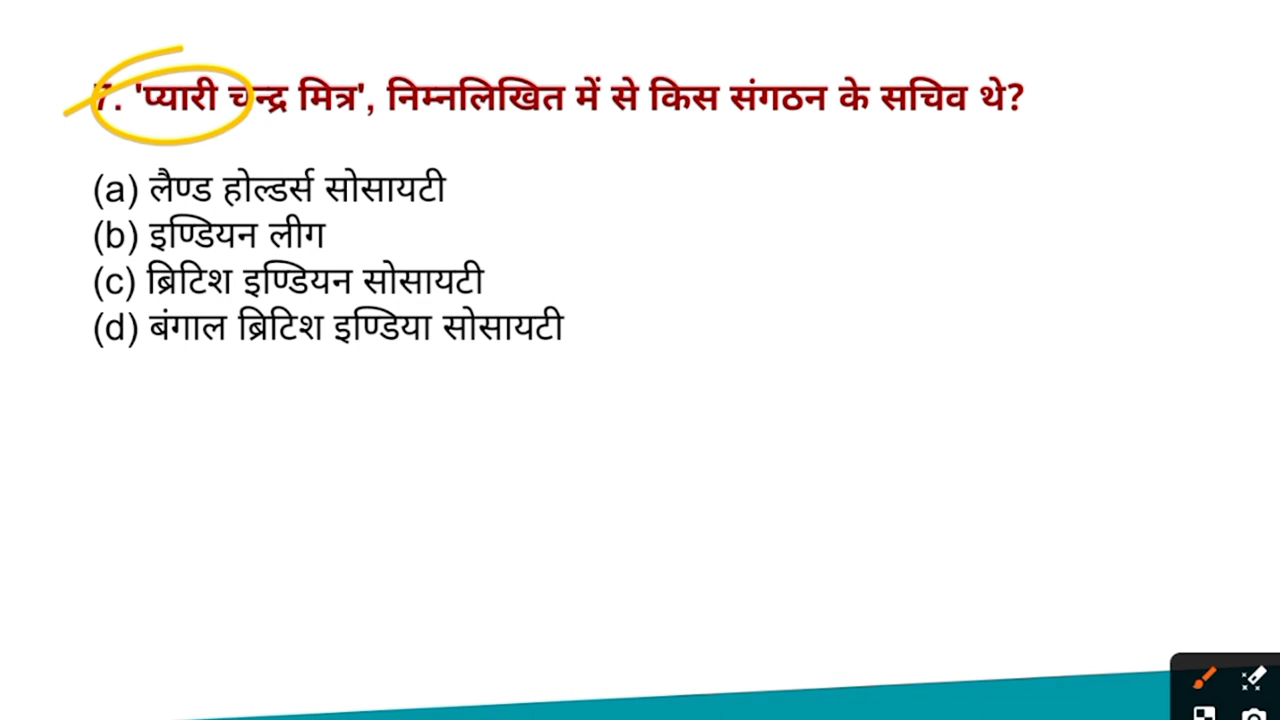 7. 'प्यारी चन्द्र मित्र', निम्नलिखित में से किस संगठन के सचिव थे?
(a) लैण्ड होल्डर्स सोसायटी
(b) इण्डियन लीग
(c) ब्रिटिश इण्डियन सोसायटी
(d) बंगाल ब्रिटिश इण्डिया सोसायटी